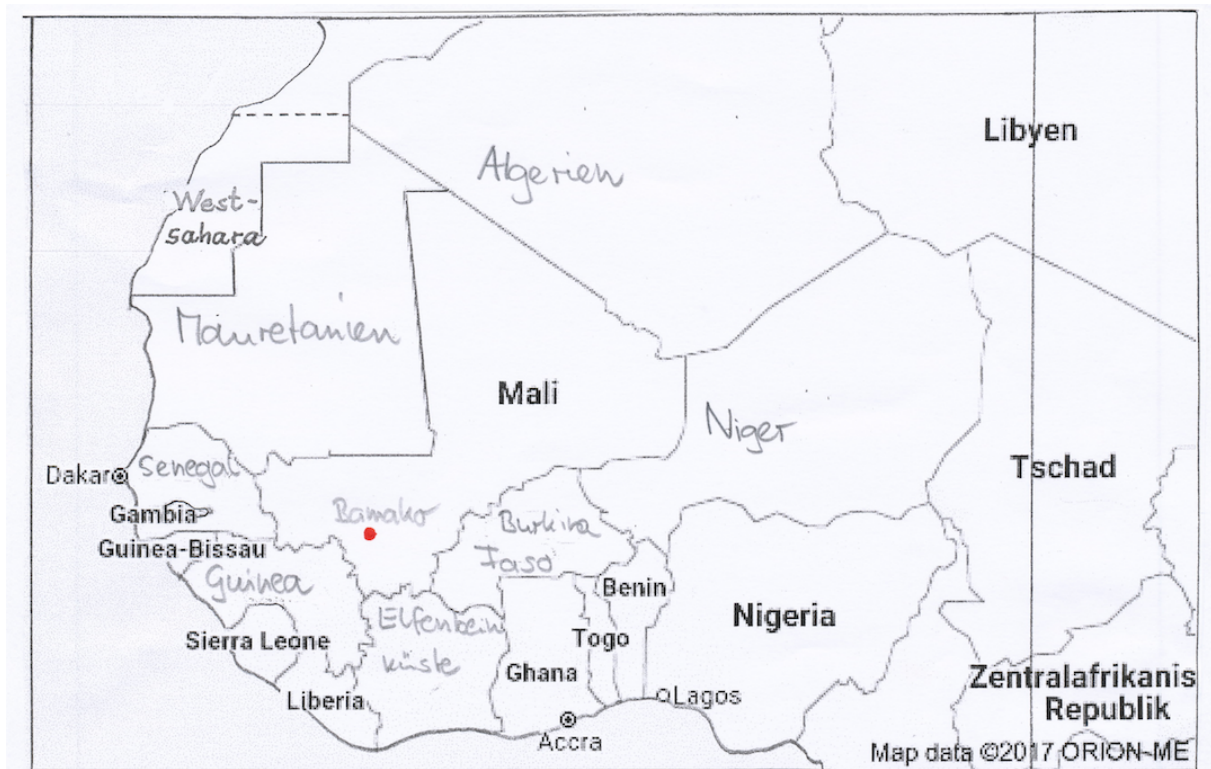 Libyen
Algerien
West-
sahara
Mauretanien
Mali
Niger
Tschad
Dakar
Senegal
Gambia
Bamako
Burkina
Faso
Guinea-Bissau
Guinea
Benin
Nigeria
Sierra Leone
Elfenbein
küste
Togo
Ghana
Liberia
Lagos
Zentralafrikanis
Republik
Accra
Map data ©2017 ORION-ME